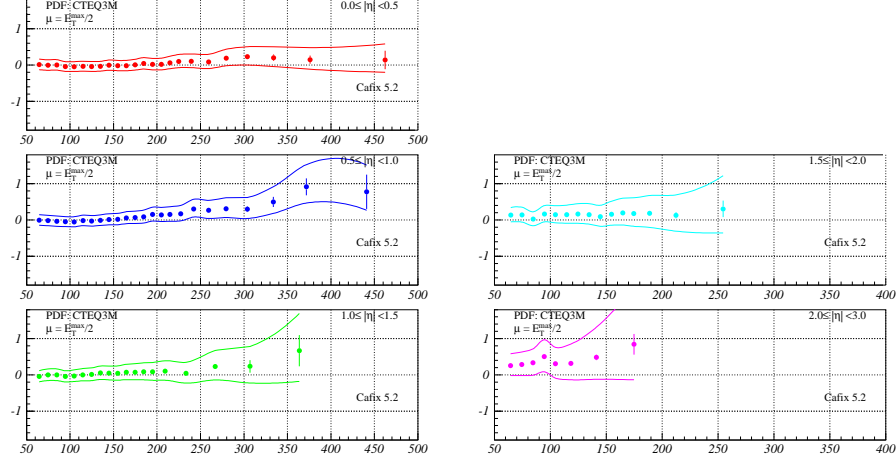 PDF: CTEQ3M
0.0≤ |η| <0.5
μ = E_T^max/2
1
0
-1
Cafix 5.2
50 100 150 200 250 300 350 400 450 500
PDF: CTEQ3M
0.5≤ |η| <1.0
μ = E_T^max/2
1
0
-1
Cafix 5.2
50 100 150 200 250 300 350 400 450 500
PDF: CTEQ3M
1.5≤ |η| <2.0
μ = E_T^max/2
1
0
-1
Cafix 5.2
50 100 150 200 250 300 350 400
PDF: CTEQ3M
1.0≤ |η| <1.5
μ = E_T^max/2
1
0
-1
Cafix 5.2
50 100 150 200 250 300 350 400 450 500
PDF: CTEQ3M
2.0≤ |η| <3.0
μ = E_T^max/2
1
0
-1
Cafix 5.2
50 100 150 200 250 300 350 400